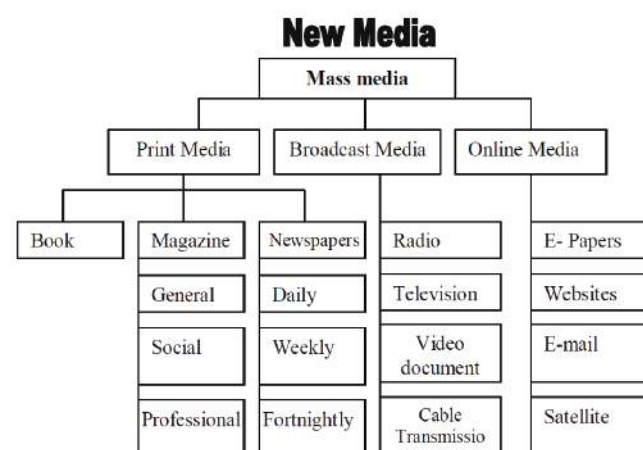 New Media
Mass media
Print Media
Broadcast Media
Online Media
Book
Magazine
Newspapers
Radio
E- Papers
General
Daily
Television
Websites
Social
Weekly
Video
document
E-mail
Professional
Fortnightly
Cable
Transmissio
Satellite